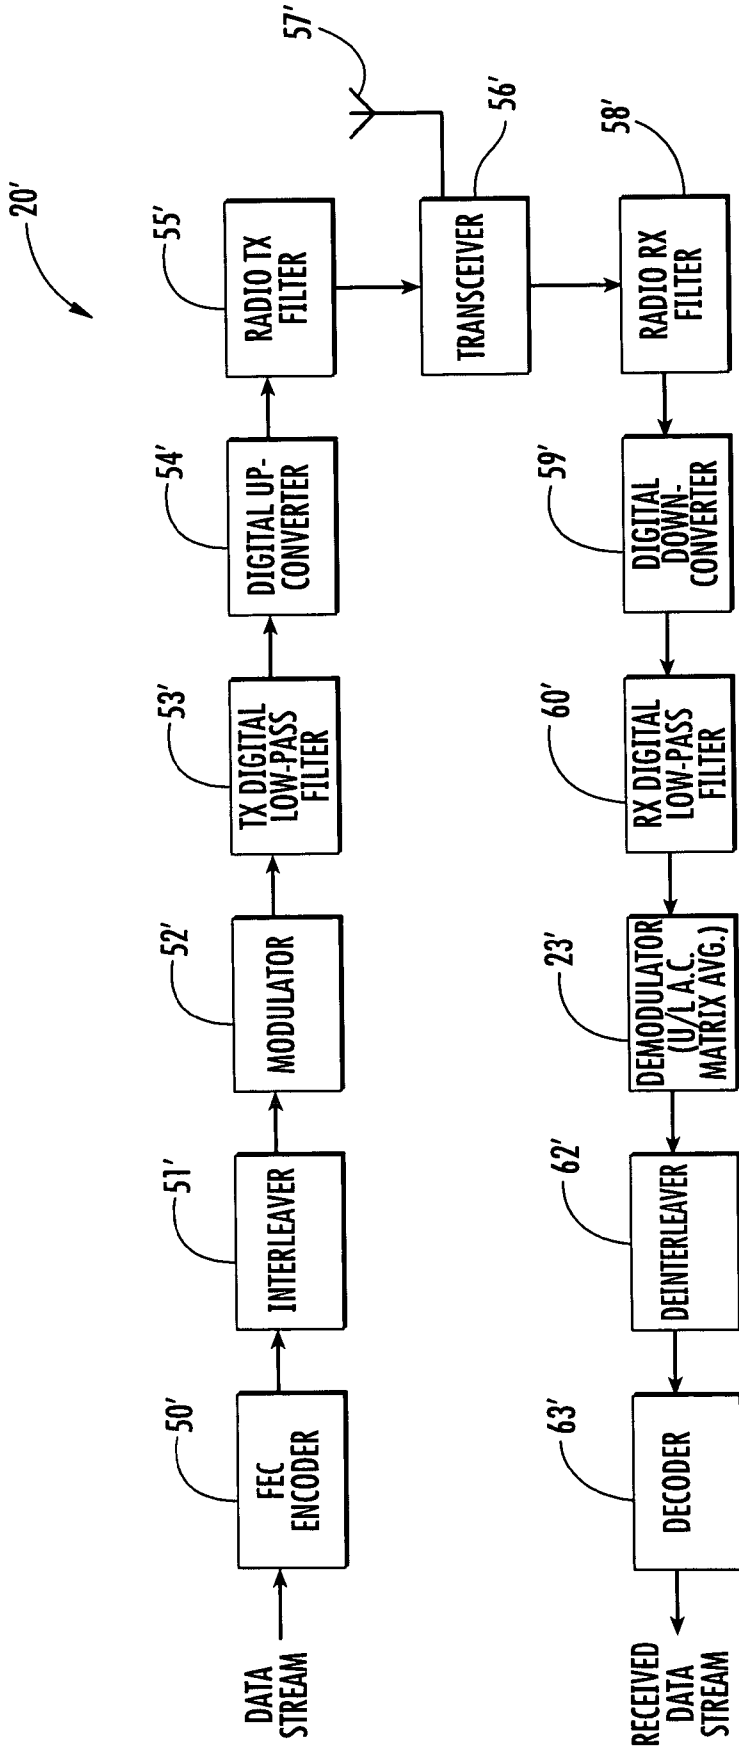 20'
DATA
STREAM
50'
FEC
ENCODER
51'
INTERLEAVER
52'
MODULATOR
53'
TX DIGITAL
LOW-PASS
FILTER
54'
DIGITAL UP-
CONVERTER
55'
RADIO TX
FILTER
57'
56'
TRANSCEIVER
58'
RADIO RX
FILTER
59'
DIGITAL
DOWN-
CONVERTER
60'
RX DIGITAL
LOW-PASS
FILTER
23'
DEMODULATOR
(U/L A.C.
MATRIX AVG.)
62'
DEINTERLEAVER
63'
DECODER
RECEIVED
DATA
STREAM